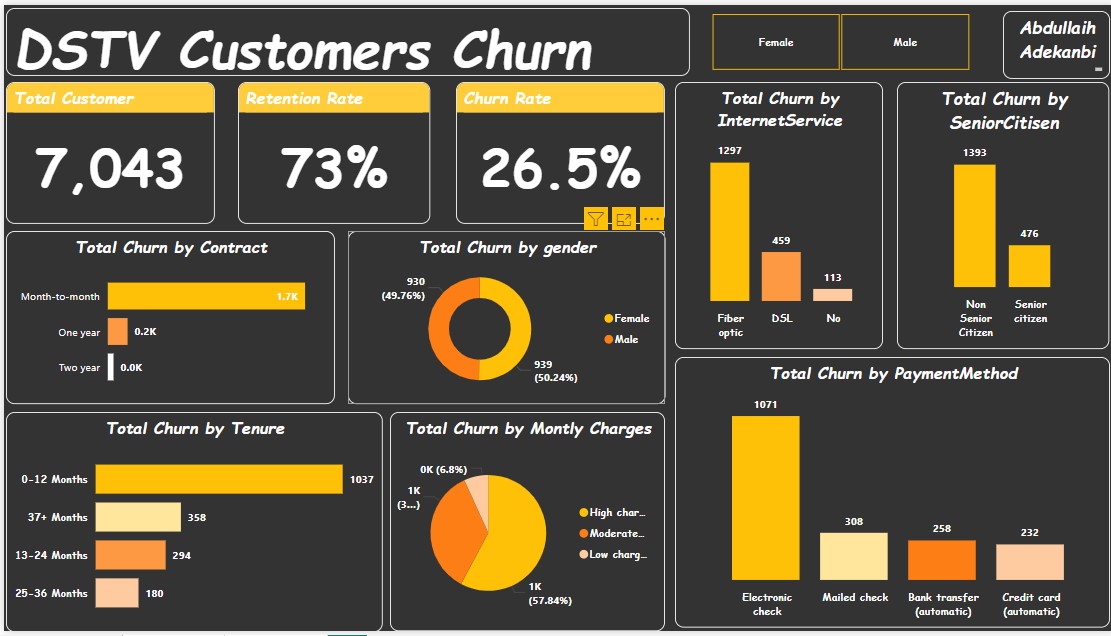 DSTV Customers Churn
Female
Male
Abdullaih
Adekanbi
Total Customer
7,043
Retention Rate
73%
Churn Rate
26.5%
Total Churn by
InternetService
1297
459
113
Fiber
optic
DSL
No
Total Churn by
SeniorCitisen
1393
476
Non
Senior
Citizen
Senior
citizen
Total Churn by Contract
Month-to-month
1.7K
One year
0.2K
Two year
0.0K
Total Churn by gender
930
(49.76%)
939
(50.24%)
Female
Male
Total Churn by PaymentMethod
1071
308
258
232
Electronic
check
Mailed check
Bank transfer
(automatic)
Credit card
(automatic)
Total Churn by Tenure
0-12 Months
1037
37+ Months
358
13-24 Months
294
25-36 Months
180
Total Churn by Montly Charges
0K (6.8%)
1K
(3...)
1K
(57.84%)
High char...
Moderate...
Low charg...